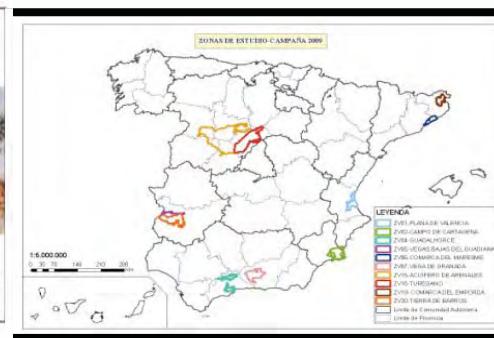 ZONAS DE ESTUDIO-CAMPAÑA 2009
LEYENDA
ZV01-PLANA DE VALENCIA
ZV02-CAMPO DE CARTAGENA
ZV04-GUADALHORCE
ZV05-VEGAS BAJAS DEL GUADIANA
ZV06-COMARCA DEL MARESME
ZV07-VEGA DE GRANADA
ZV15-ACUÍFERO DE ARENALES
ZV16-TUREGANO
ZV19-COMARCA DEL EMPORDA
ZV20-TIERRA DE BARROS
Límite de Comunidad Autónoma
Límite de Provincia
1:6.000.000